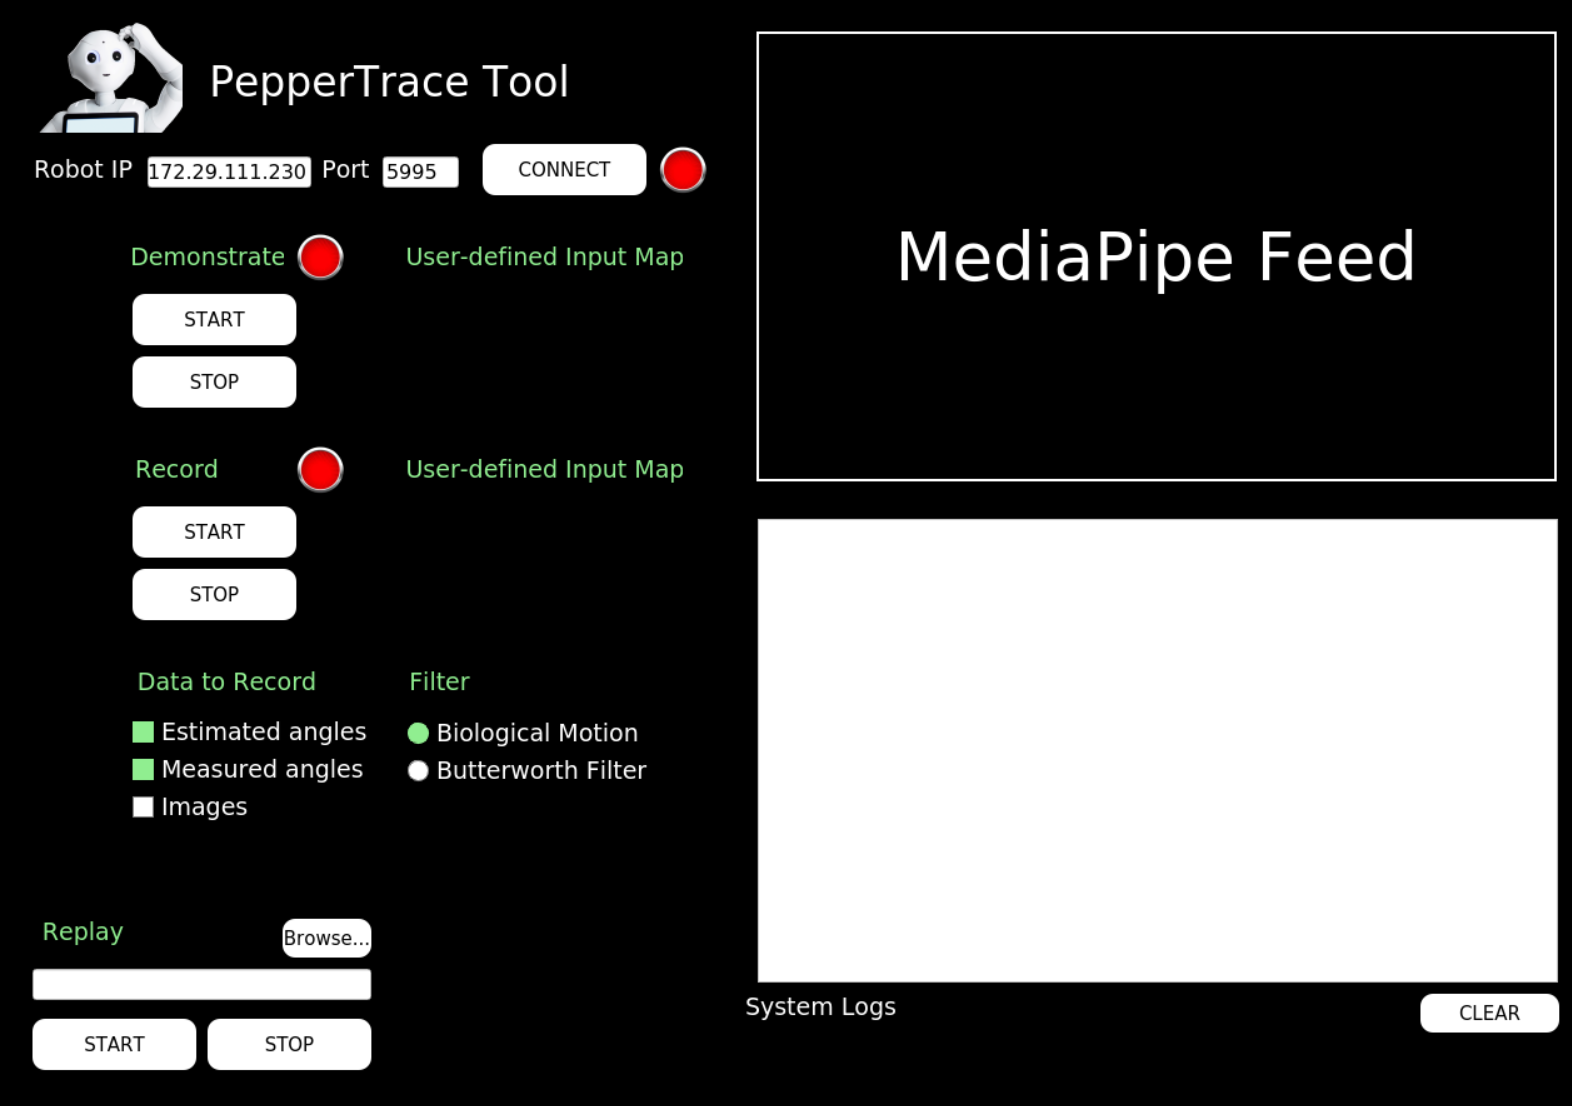 PepperTrace Tool
Robot IP 172.29.111.230 Port 5995 CONNECT
Demonstrate User-defined Input Map
START
STOP
Record User-defined Input Map
START
STOP
Data to Record Filter
Estimated angles Biological Motion
Measured angles Butterworth Filter
Images
Replay Browse...
START STOP
MediaPipe Feed
System Logs CLEAR